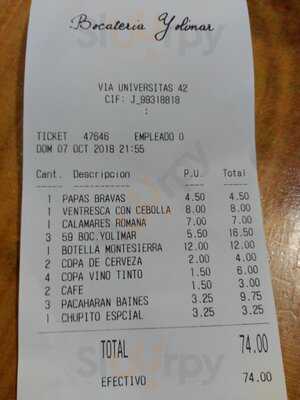 Bocateria Yolimar
VIA UNIVERSITAS 42
CIF: J_99318818
:
TICKET 47646 EMPLEADO 0
DOM 07 OCT 2018 21:55
Cant. Descripcion P.U. Total
1 PAPAS BRAVAS 4.50 4.50
1 VENTRESCA CON CEBOLLA 8.00 8.00
1 CALAMARES ROMANA 7.00 7.00
3 59 BOC.YOLIMAR 5.50 16.50
1 BOTELLA MONTESIERRA 12.00 12.00
2 COPA DE CERVEZA 2.00 4.00
4 COPA VINO TINTO 1.50 6.00
2 CAFE 1.50 3.00
3 PACAHARAN BAINES 3.25 9.75
1 CHUPITO ESPCIAL 3.25 3.25
TOTAL 74.00
EFECTIVO 74.00
Sluurpy
Sluurpy
Sluurpy